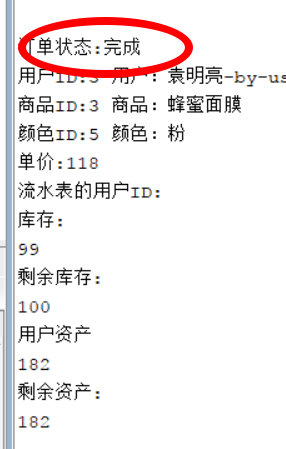 订单状态:完成
用户ID:3 用户: 袁明亮-by-us
商品ID:3 商品: 蜂蜜面膜
颜色ID:5 颜色: 粉
单价:118
流水表的用户ID:
库存:
99
剩余库存:
100
用户资产
182
剩余资产:
182